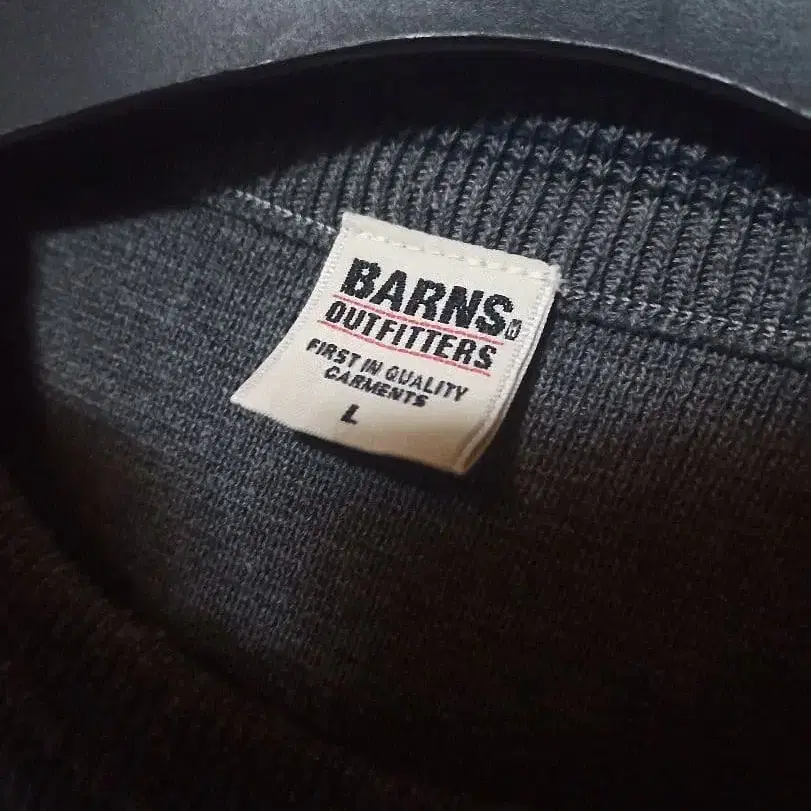 BARNS
OUTFITTERS
FIRST IN QUALITY
GARMENTS
L